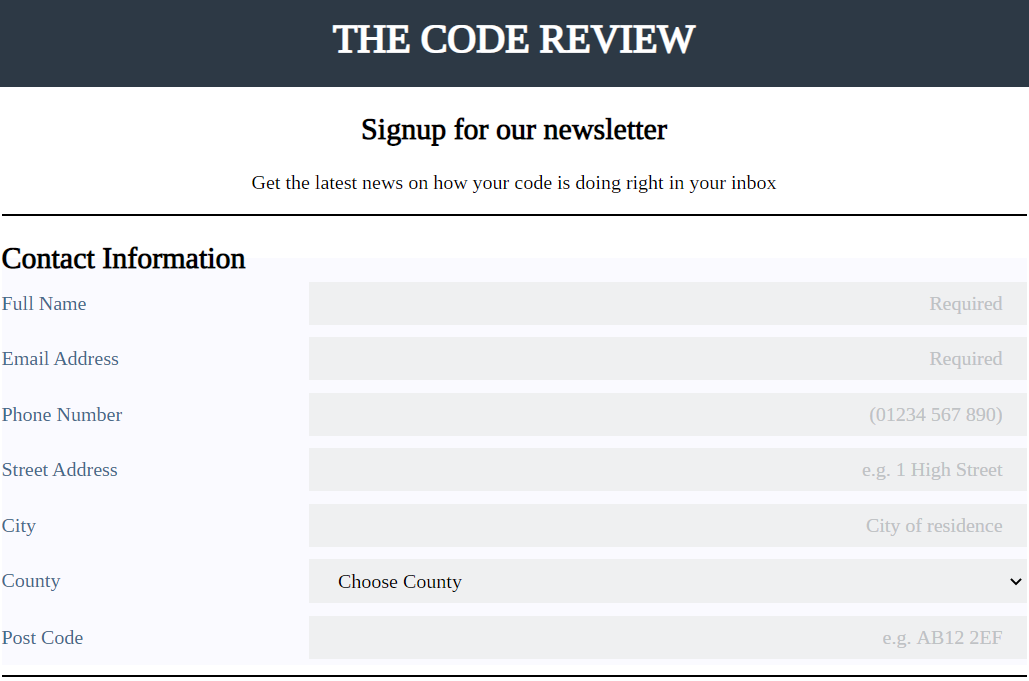 THE CODE REVIEW
Signup for our newsletter
Get the latest news on how your code is doing right in your inbox
Contact Information
Full Name Required
Email Address Required
Phone Number (01234 567 890)
Street Address e.g. 1 High Street
City City of residence
County Choose County
Post Code e.g. AB12 2EF